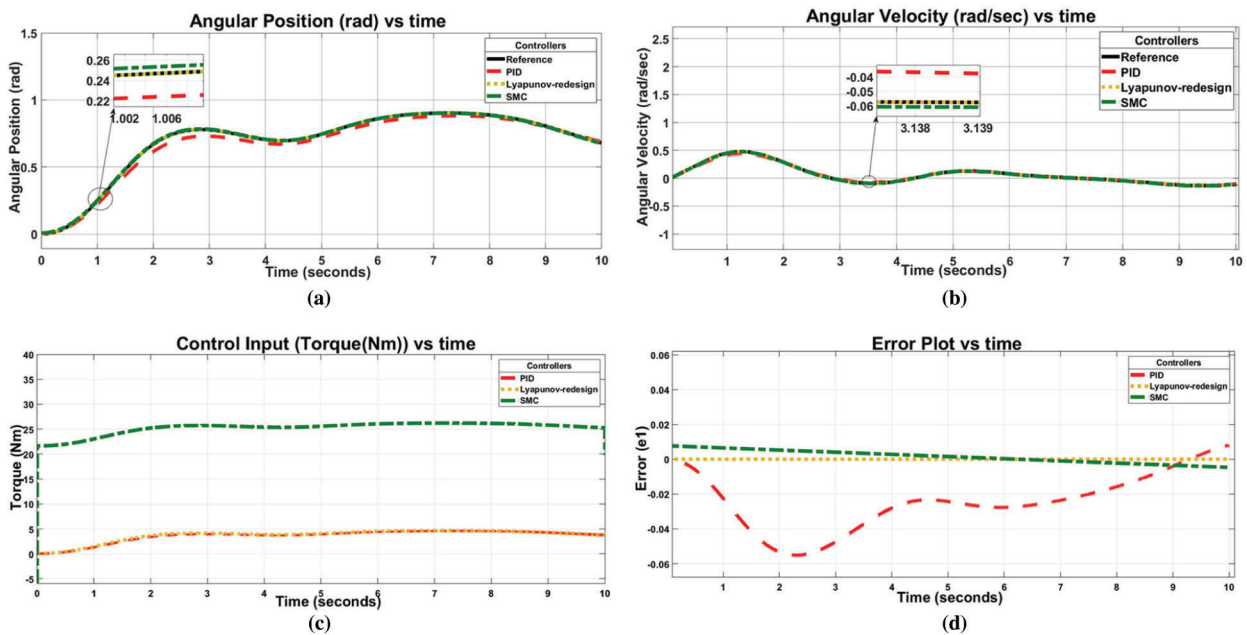 Angular Position (rad) vs time
Angular Position (rad)
1.5
1
0.5
0
0.26
0.24
0.22
1.002 1.006
Controllers
Reference
PID
Lyapunov-redesign
SMC
0 1 2 3 4 5 6 7 8 9 10
Time (seconds)
(a)
Angular Velocity (rad/sec) vs time
Angular Velocity (rad/sec)
2.5
2
1.5
1
0.5
0
-0.5
-1
-0.04
-0.06
3.138 3.139
Controllers
Reference
PID
Lyapunov-redesign
SMC
1 2 3 4 5 6 7 8 9 10
Time (seconds)
(b)
Control Input (Torque(Nm)) vs time
Torque (Nm)
40
35
30
25
20
15
10
5
0
-5
Controllers
PID
Lyapunov-redesign
SMC
0 1 2 3 4 5 6 7 8 9 10
Time (seconds)
(c)
Error Plot vs time
Error (e1)
0.06
0.04
0.02
0
-0.02
-0.04
-0.06
Controllers
PID
Lyapunov-redesign
SMC
1 2 3 4 5 6 7 8 9 10
Time (seconds)
(d)